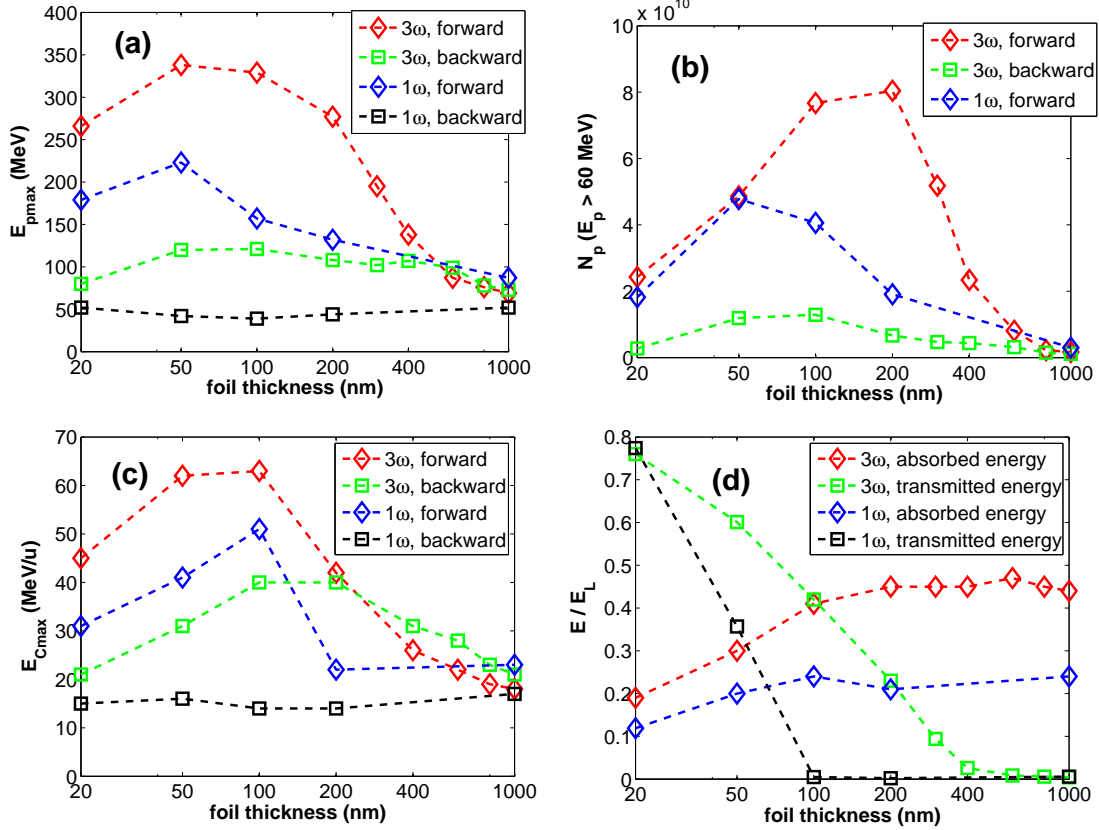 (a)
3ω, forward
3ω, backward
1ω, forward
1ω, backward
400
350
300
250
200
150
100
50
0
E_pmax (MeV)
20 50 100 200 400 1000
foil thickness (nm)
x 10^10
(b)
3ω, forward
3ω, backward
1ω, forward
10
8
6
4
2
0
N_p (E_p > 60 MeV)
20 50 100 200 400 1000
foil thickness (nm)
(c)
3ω, forward
3ω, backward
1ω, forward
1ω, backward
70
60
50
40
30
20
10
0
E_Cmax (MeV/u)
20 50 100 200 400 1000
foil thickness (nm)
(d)
3ω, absorbed energy
3ω, transmitted energy
1ω, absorbed energy
1ω, transmitted energy
0.8
0.7
0.6
0.5
0.4
0.3
0.2
0.1
0
E / E_L
20 50 100 200 400 1000
foil thickness (nm)